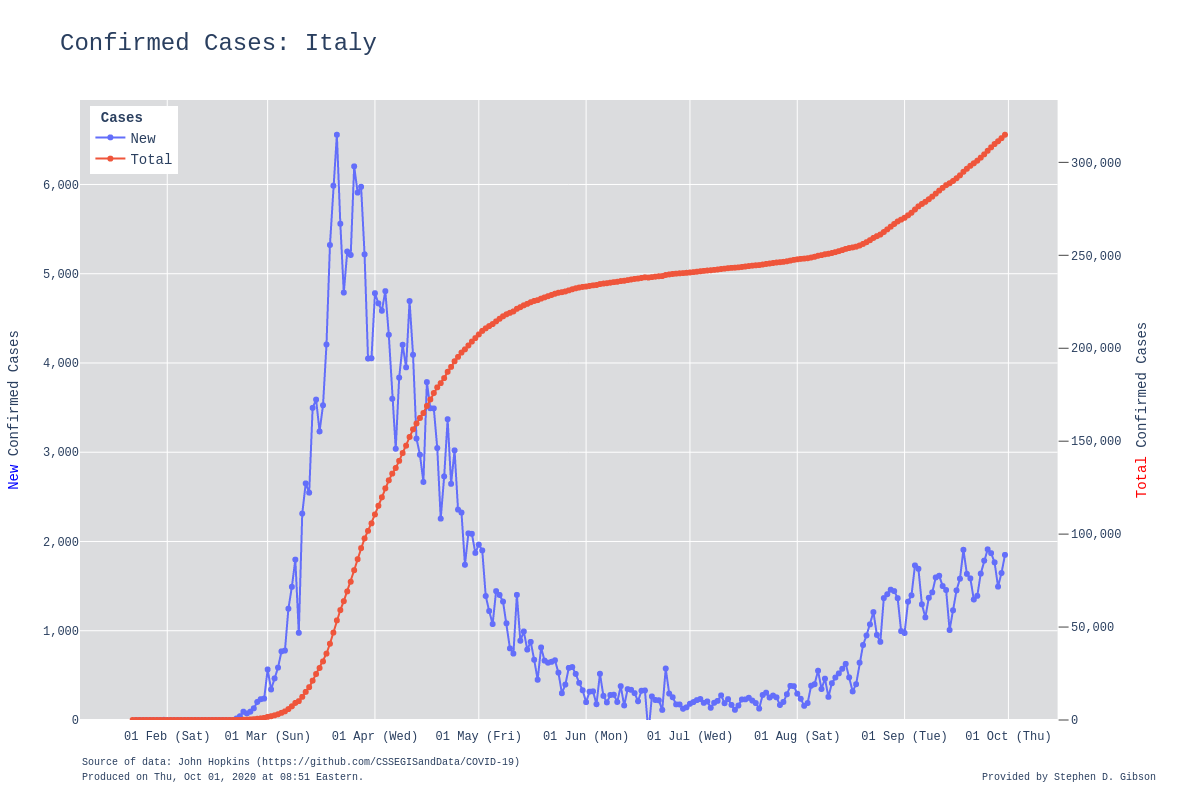 Confirmed Cases: Italy
Cases
New
Total
6,000
5,000
4,000
3,000
2,000
1,000
0
New Confirmed Cases
300,000
250,000
200,000
150,000
100,000
50,000
0
Total Confirmed Cases
01 Feb (Sat) 01 Mar (Sun) 01 Apr (Wed) 01 May (Fri) 01 Jun (Mon) 01 Jul (Wed) 01 Aug (Sat) 01 Sep (Tue) 01 Oct (Thu)
Source of data: John Hopkins (https://github.com/CSSEGISandData/COVID-19)
Produced on Thu, Oct 01, 2020 at 08:51 Eastern.
Provided by Stephen D. Gibson